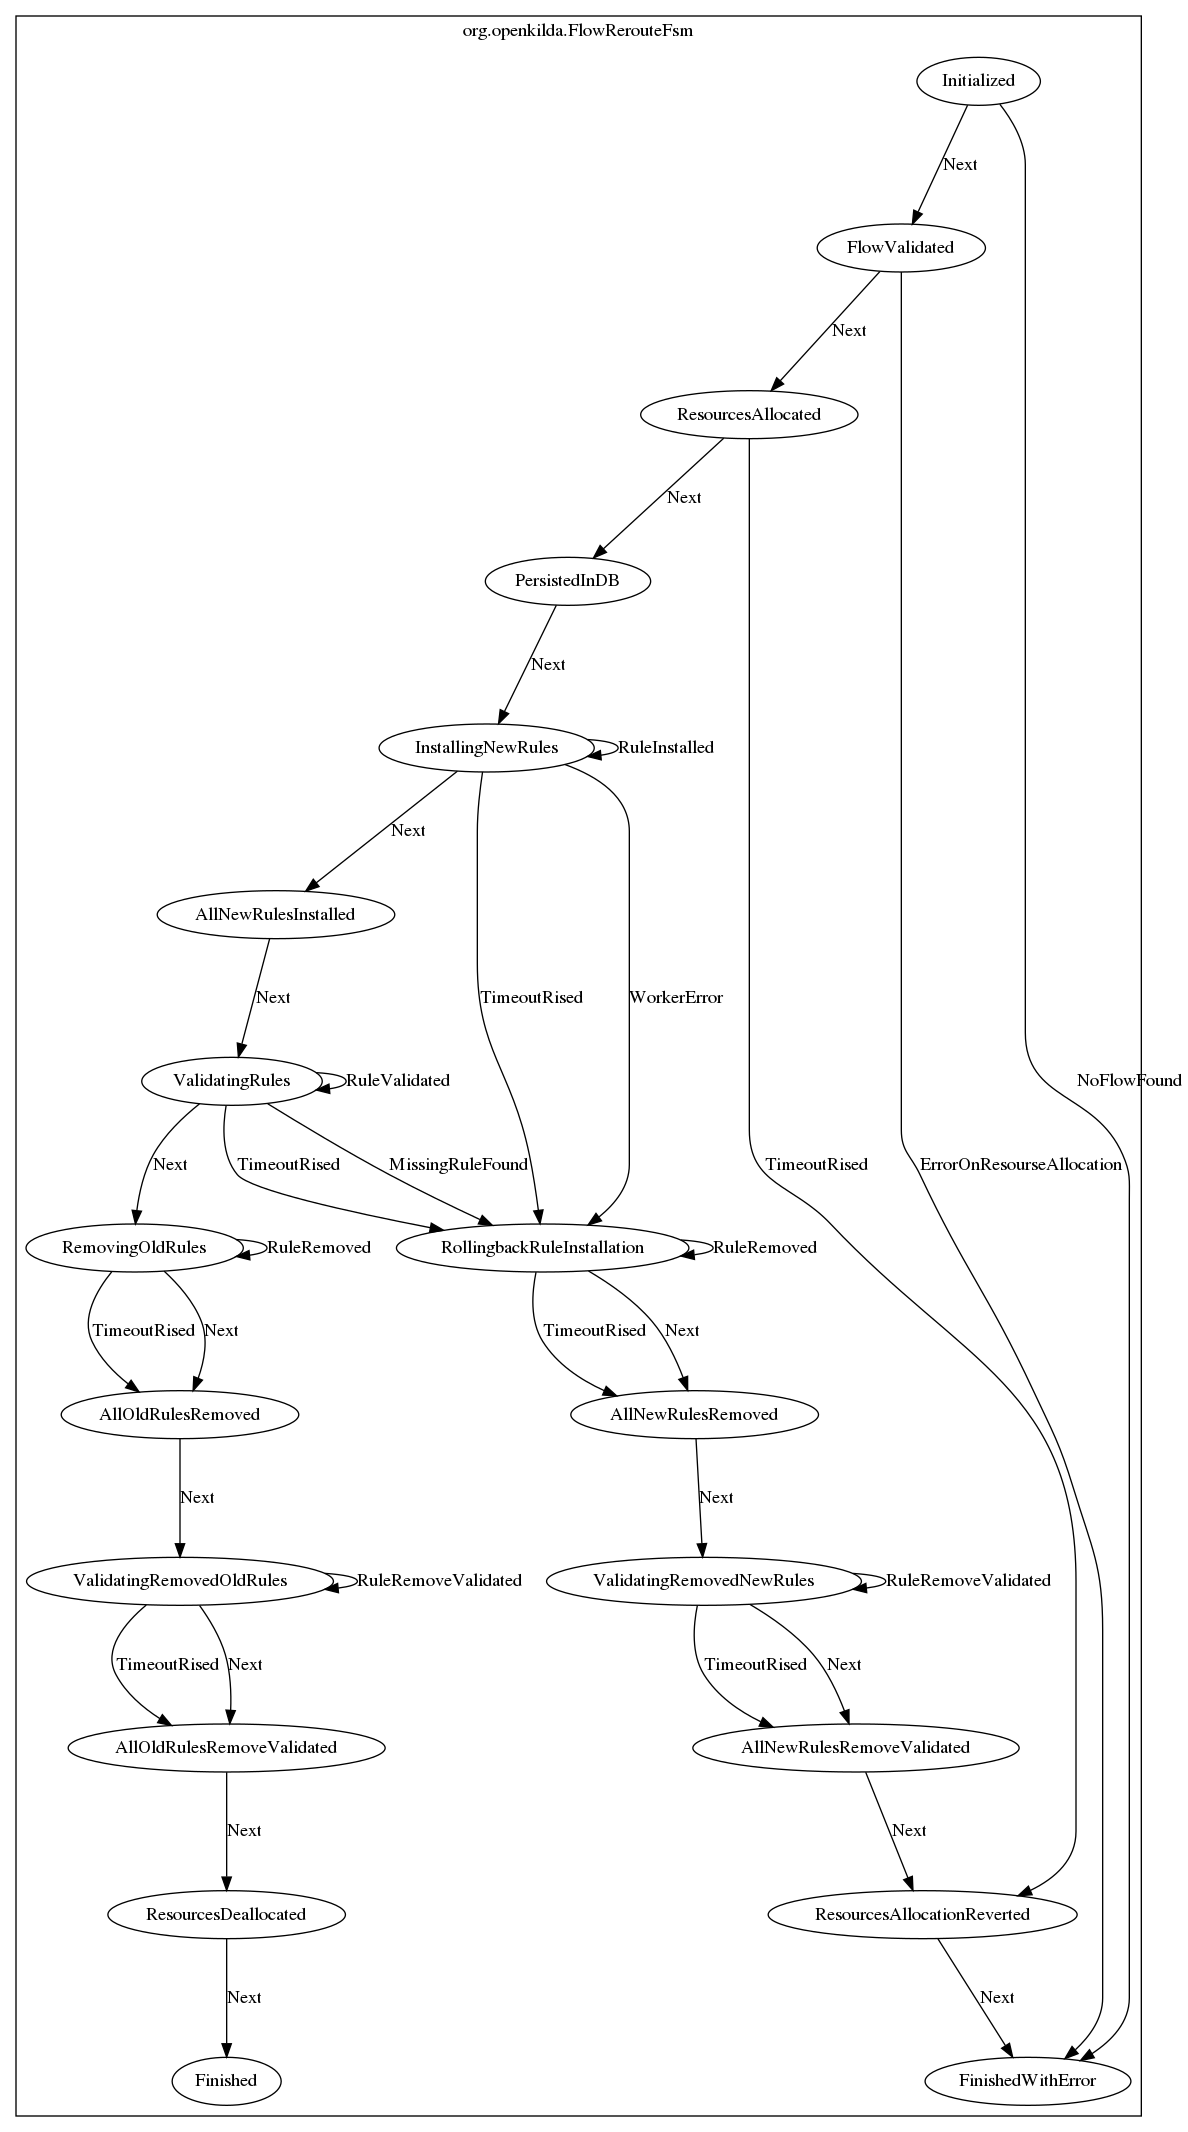 org.openkilda.FlowRerouteFsm
Initialized
Next
FlowValidated
Next
ResourcesAllocated
Next
PersistedInDB
Next
InstallingNewRules
RuleInstalled
Next
AllNewRulesInstalled
Next
TimeoutRised
WorkerError
ValidatingRules
RuleValidated
NoFlowFound
Next
TimeoutRised
MissingRuleFound
TimeoutRised
ErrorOnResourseAllocation
RemovingOldRules
RuleRemoved
RollingbackRuleInstallation
RuleRemoved
TimeoutRised
Next
TimeoutRised
Next
AllOldRulesRemoved
AllNewRulesRemoved
Next
Next
ValidatingRemovedOldRules
RuleRemoveValidated
ValidatingRemovedNewRules
RuleRemoveValidated
TimeoutRised
Next
TimeoutRised
Next
AllOldRulesRemoveValidated
AllNewRulesRemoveValidated
Next
Next
ResourcesDeallocated
ResourcesAllocationReverted
Next
Next
Finished
FinishedWithError